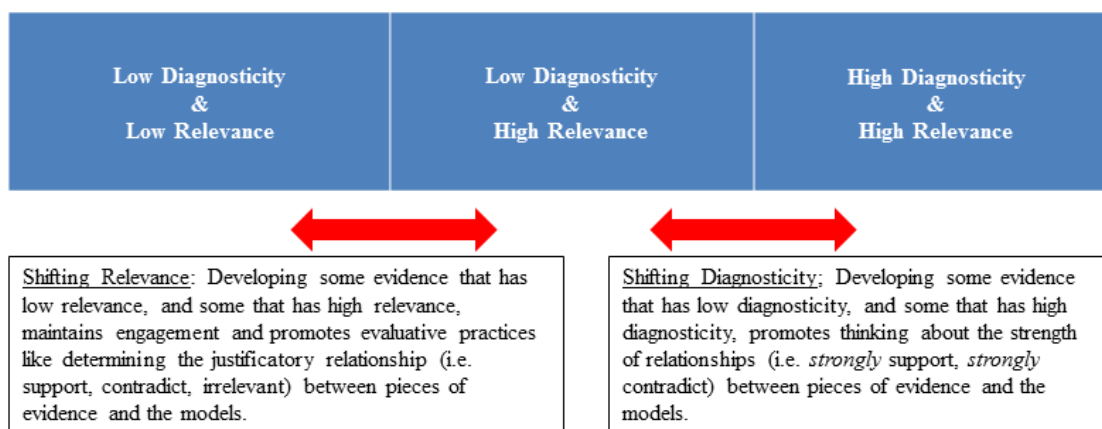 Low Diagnosticity
&
Low Relevance
Low Diagnosticity
&
High Relevance
High Diagnosticity
&
High Relevance
Shifting Relevance: Developing some evidence that has
low relevance, and some that has high relevance,
maintains engagement and promotes evaluative practices
like determining the justificatory relationship (i.e.
support, contradict, irrelevant) between pieces of
evidence and the models.
Shifting Diagnosticity; Developing some evidence
that has low diagnosticity, and some that has high
diagnosticity, promotes thinking about the strength
of relationships (i.e. strongly support, strongly
contradict) between pieces of evidence and the
models.